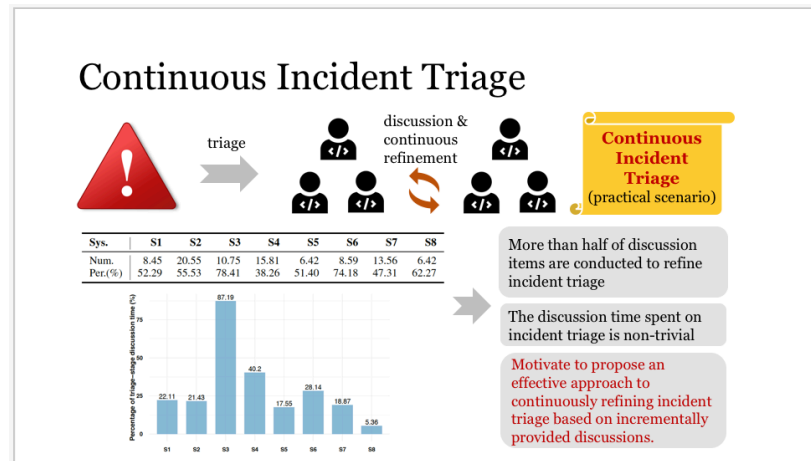 Continuous Incident Triage
triage
discussion &
continuous
refinement
Continuous
Incident
Triage
(practical scenario)
Sys. S1 S2 S3 S4 S5 S6 S7 S8
Num. 8.45 20.55 10.75 15.81 6.42 8.59 13.56 6.42
Per.(%) 52.29 55.53 78.41 38.26 51.40 74.18 47.31 62.27
More than half of discussion
items are conducted to refine
incident triage
The discussion time spent on
incident triage is non-trivial
Motivate to propose an
effective approach to
continuously refining incident
triage based on incrementally
provided discussions.
Percentage of triage-stage discussion time (%)
75
50
25
0
22.11
21.43
87.19
40.2
17.55
28.14
18.87
5.36
S1 S2 S3 S4 S5 S6 S7 S8